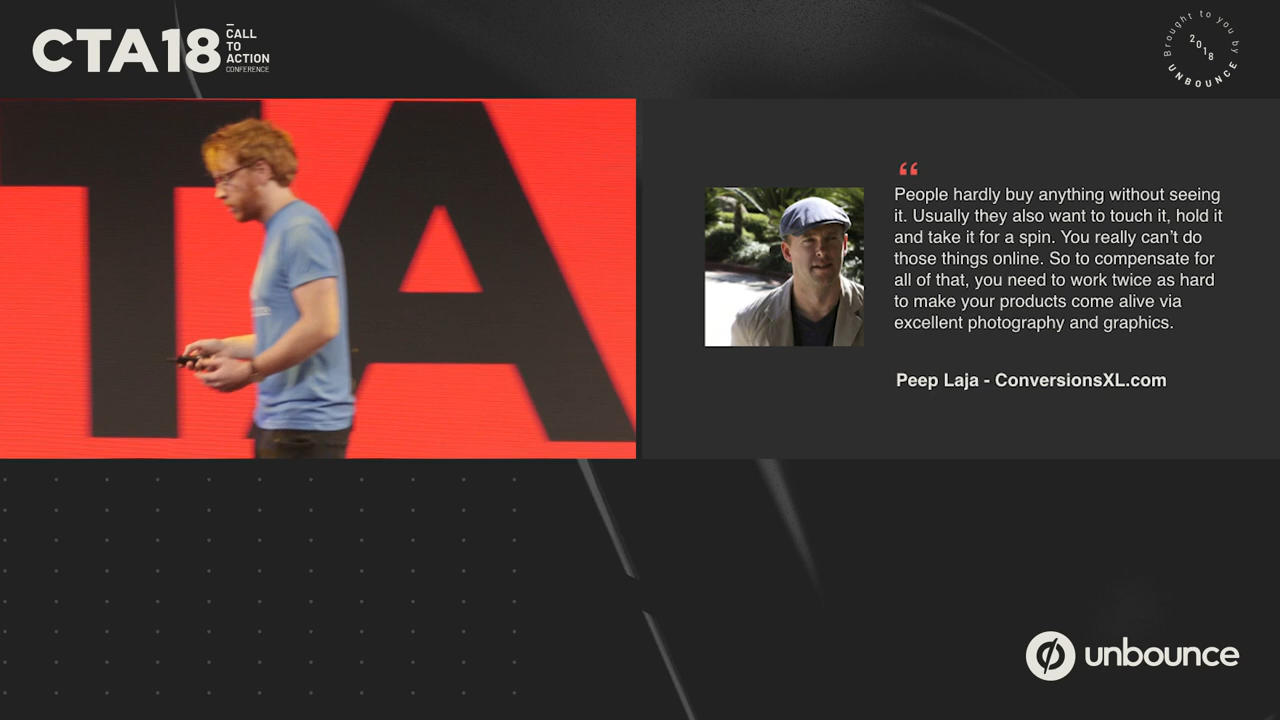 CTA18
CALL
TO
ACTION
CONFERENCE
Brought to you by
UNBOUNCE
2018
TA
“
People hardly buy anything without seeing
it. Usually they also want to touch it, hold it
and take it for a spin. You really can’t do
those things online. So to compensate for
all of that, you need to work twice as hard
to make your products come alive via
excellent photography and graphics.
Peep Laja - ConversionsXL.com
unbounce